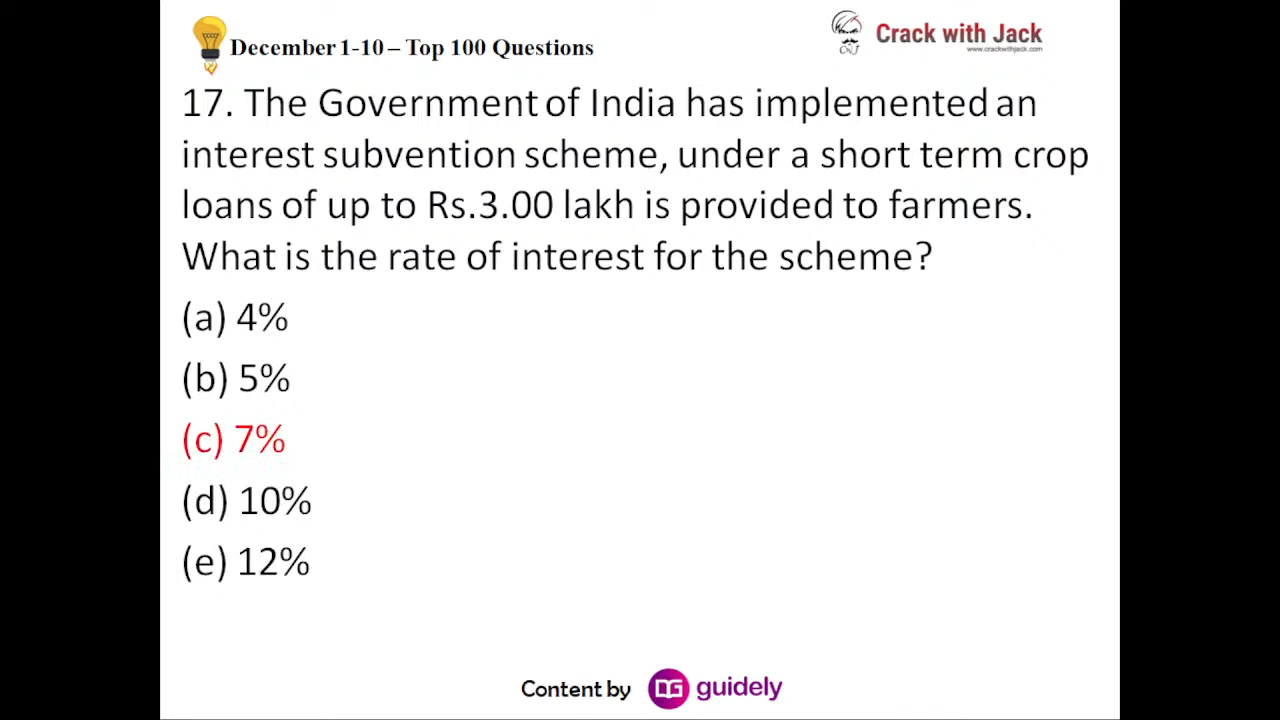 December 1-10 – Top 100 Questions
Crack with Jack
www.crackwithjack.com
17. The Government of India has implemented an
interest subvention scheme, under a short term crop
loans of up to Rs.3.00 lakh is provided to farmers.
What is the rate of interest for the scheme?
(a) 4%
(b) 5%
(c) 7%
(d) 10%
(e) 12%
Content by DG guidely